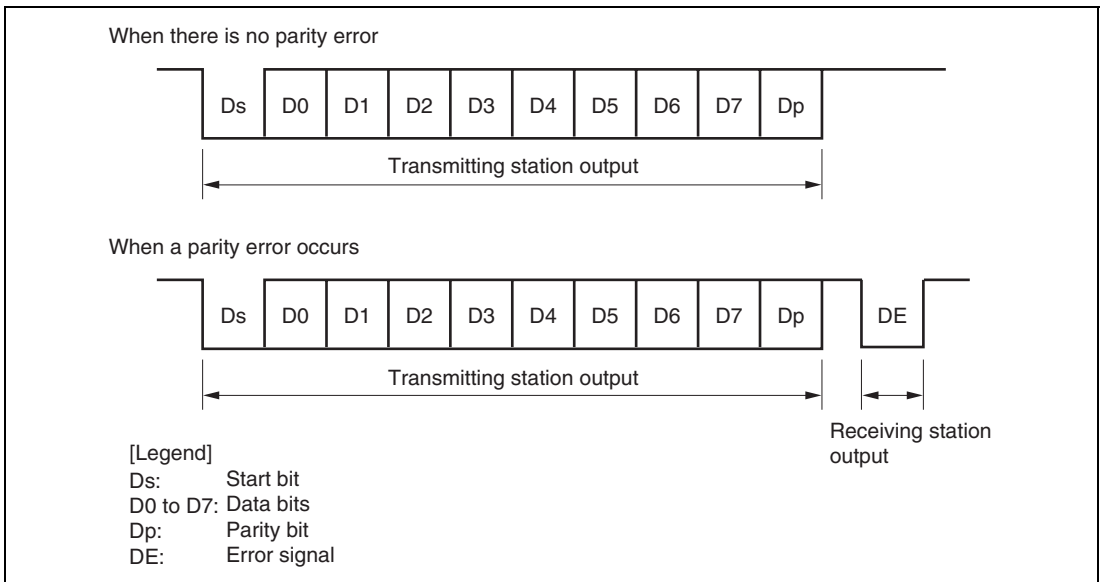 When there is no parity error
Ds D0 D1 D2 D3 D4 D5 D6 D7 Dp
Transmitting station output
When a parity error occurs
Ds D0 D1 D2 D3 D4 D5 D6 D7 Dp DE
Transmitting station output
Receiving station
output
[Legend]
Ds: Start bit
D0 to D7: Data bits
Dp: Parity bit
DE: Error signal